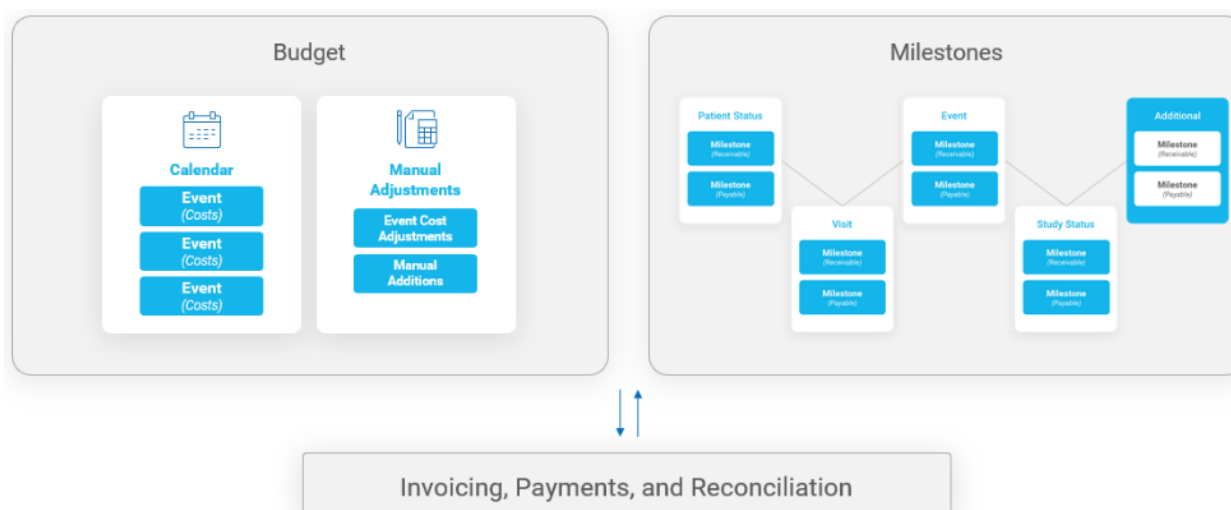 Budget
Calendar
Event
(Costs)
Event
(Costs)
Event
(Costs)
Manual
Adjustments
Event Cost
Adjustments
Manual
Additions
Milestones
Patient Status
Milestone
(Receivable)
Milestone
(Payable)
Visit
Milestone
(Receivable)
Milestone
(Payable)
Event
Milestone
(Receivable)
Milestone
(Payable)
Study Status
Milestone
(Receivable)
Milestone
(Payable)
Additional
Milestone
(Receivable)
Milestone
(Payable)
Invoicing, Payments, and Reconciliation